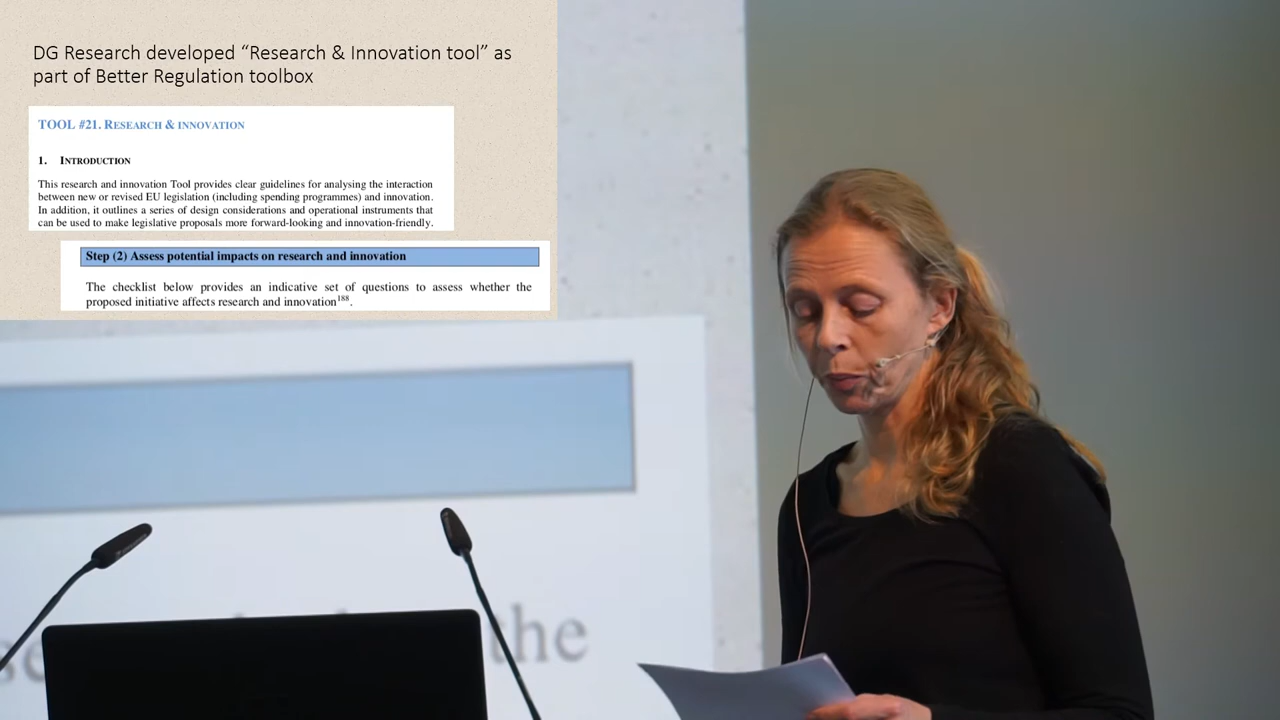 DG Research developed “Research & Innovation tool” as
part of Better Regulation toolbox
TOOL #21. RESEARCH & INNOVATION
1. INTRODUCTION
This research and innovation Tool provides clear guidelines for analysing the interaction
between new or revised EU legislation (including spending programmes) and innovation.
In addition, it outlines a series of design considerations and operational instruments that
can be used to make legislative proposals more forward-looking and innovation-friendly.
Step (2) Assess potential impacts on research and innovation
The checklist below provides an indicative set of questions to assess whether the
proposed initiative affects research and innovation¹⁸⁸.
the